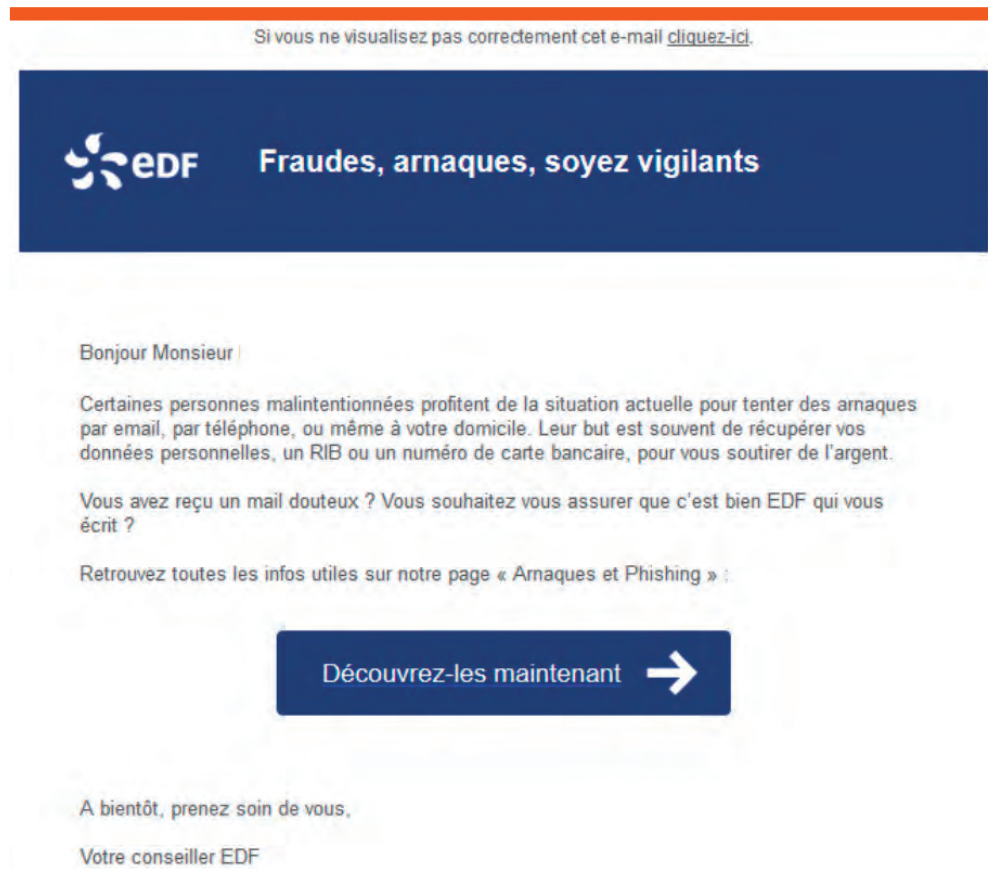 Si vous ne visualisez pas correctement cet e-mail cliquez-ici.
eDF
Fraudes, arnaques, soyez vigilants
Bonjour Monsieur
Certaines personnes malintentionnées profitent de la situation actuelle pour tenter des arnaques
par email, par téléphone, ou même à votre domicile. Leur but est souvent de récupérer vos
données personnelles, un RIB ou un numéro de carte bancaire, pour vous soutirer de l'argent.
Vous avez reçu un mail douteux ? Vous souhaitez vous assurer que c'est bien EDF qui vous
écrit ?
Retrouvez toutes les infos utiles sur notre page « Arnaques et Phishing » :
Découvrez-les maintenant
A bientôt, prenez soin de vous,
Votre conseiller EDF